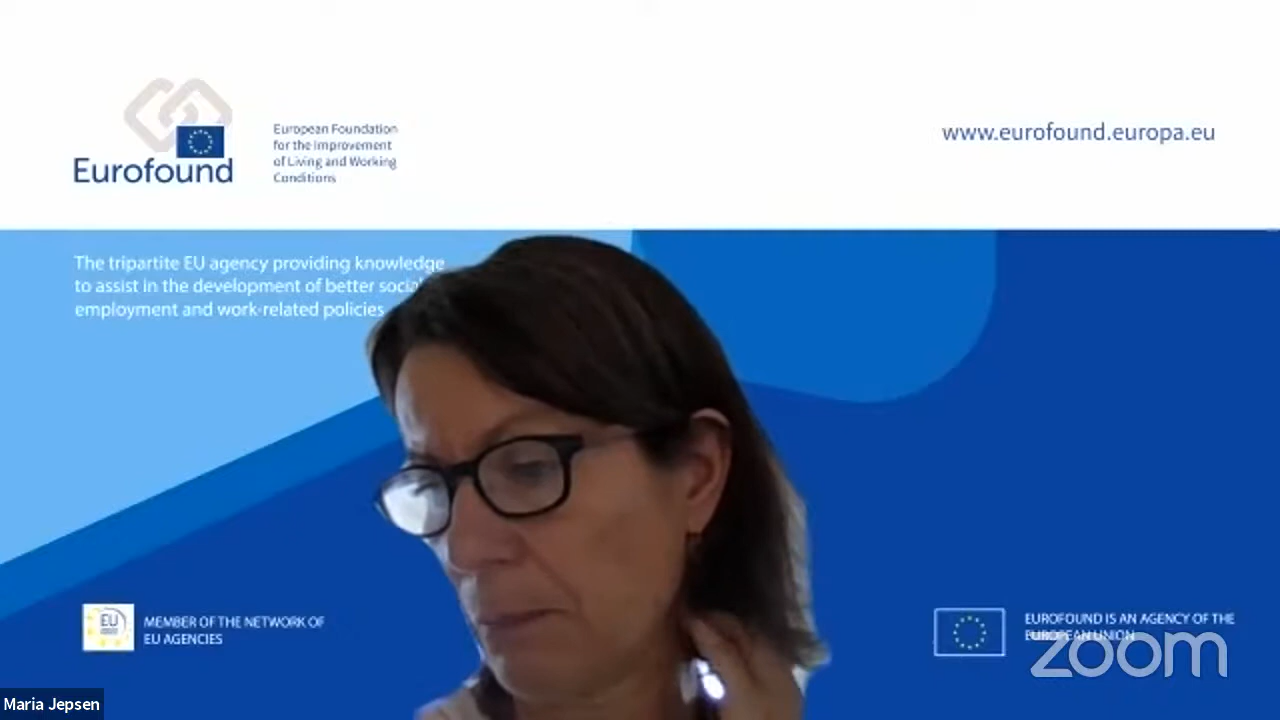 Eurofound
European Foundation
for the Improvement
of Living and Working
Conditions
www.eurofound.europa.eu
The tripartite EU agency providing knowledge
to assist in the development of better social
employment and work-related policies
EU
MEMBER OF THE NETWORK OF
EU AGENCIES
EUROFOUND IS AN AGENCY OF THE
EUROPEAN UNION
zoom
Maria Jepsen